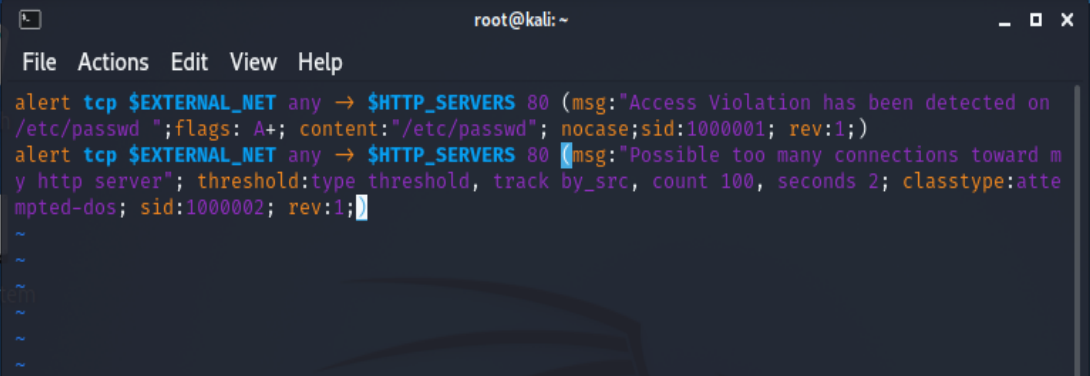 root@kali: ~
File Actions Edit View Help
alert tcp $EXTERNAL_NET any -> $HTTP_SERVERS 80 (msg:"Access Violation has been detected on
/etc/passwd ";flags: A+; content:"/etc/passwd"; nocase;sid:1000001; rev:1;)
alert tcp $EXTERNAL_NET any -> $HTTP_SERVERS 80 (msg:"Possible too many connections toward m
y http server"; threshold:type threshold, track by_src, count 100, seconds 2; classtype:atte
mpted-dos; sid:1000002; rev:1;)
~
~
~
~
~
~